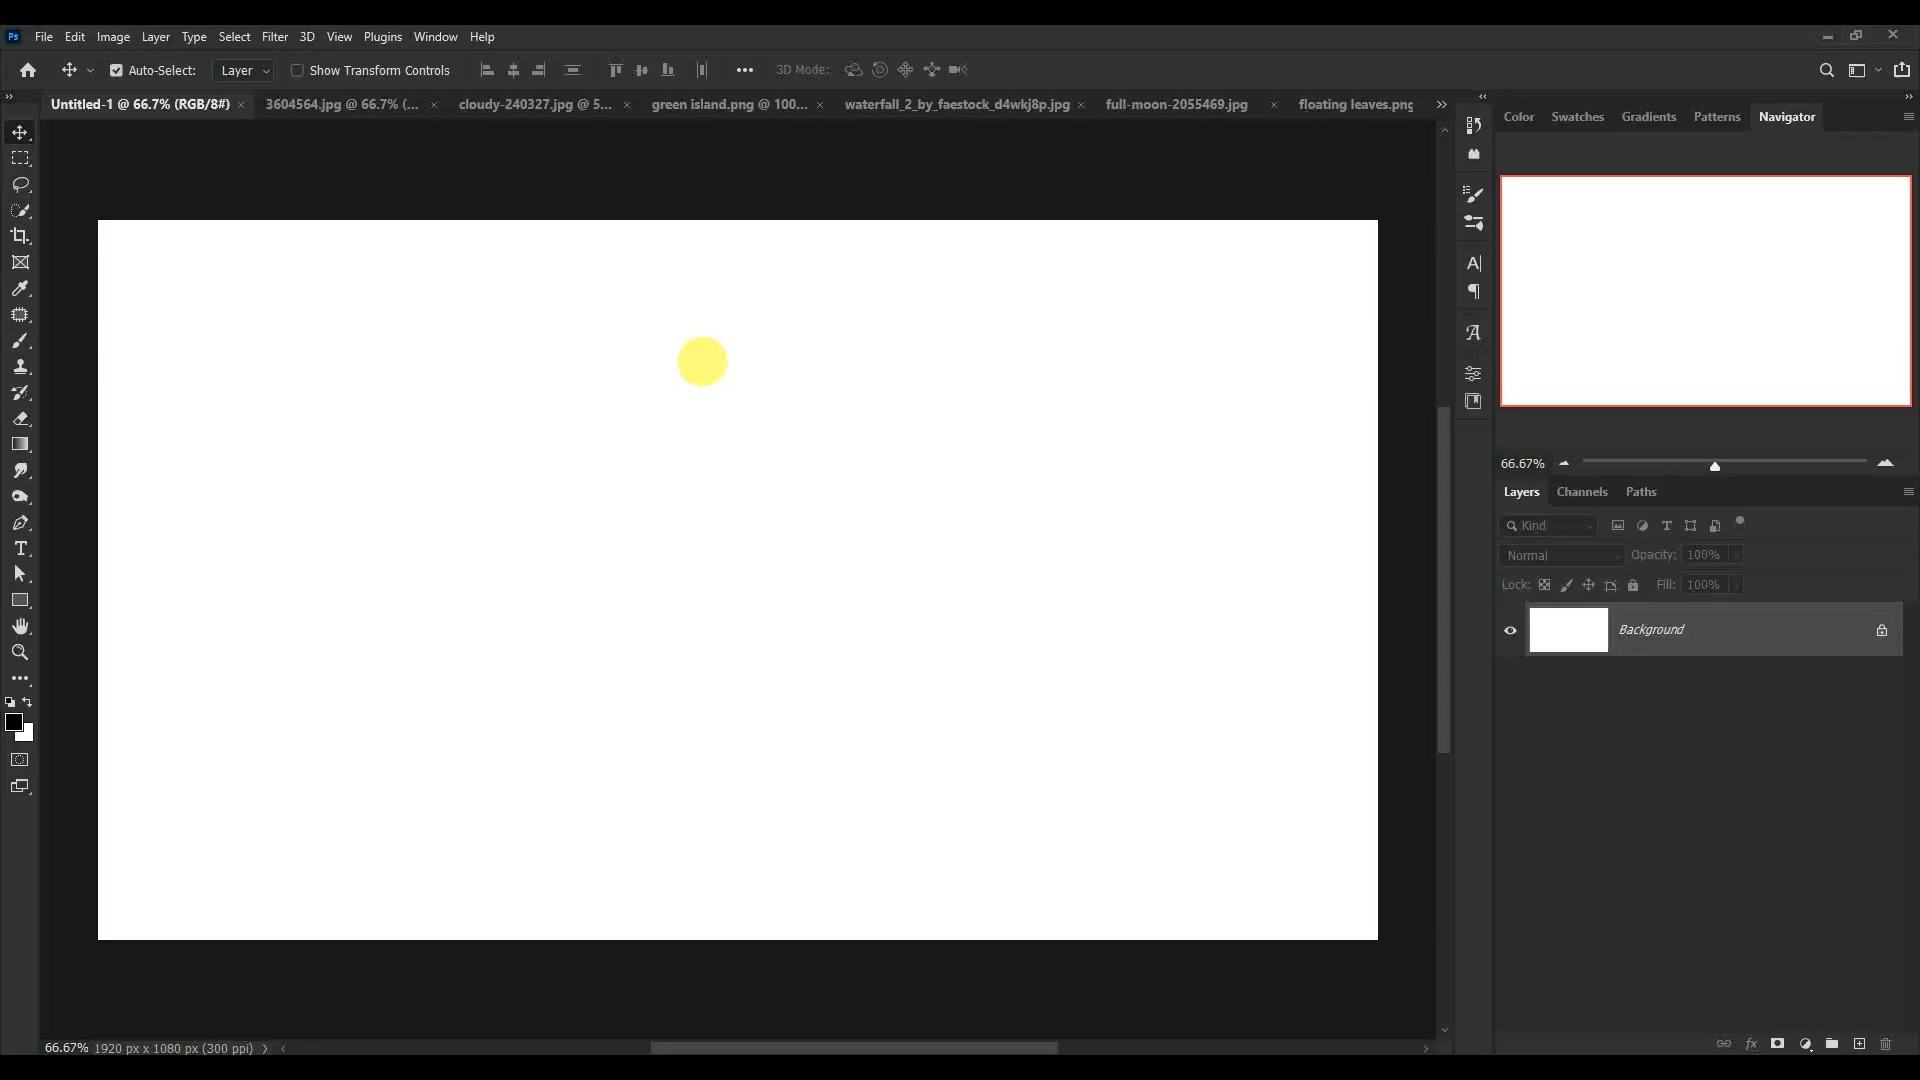 Ps File Edit Image Layer Type Select Filter 3D View Plugins Window Help
Auto-Select: Layer Show Transform Controls 3D Mode:
Untitled-1 @ 66.7% (RGB/8#) 3604564.jpg @ 66.7% (... cloudy-240327.jpg @ 5... green island.png @ 100... waterfall_2_by_faestock_d4wkj8p.jpg full-moon-2055469.jpg floating leaves.png
Color Swatches Gradients Patterns Navigator
66.67%
Layers Channels Paths
Kind
Normal Opacity: 100%
Lock: Fill: 100%
Background
66.67% 1920 px x 1080 px (300 ppi)